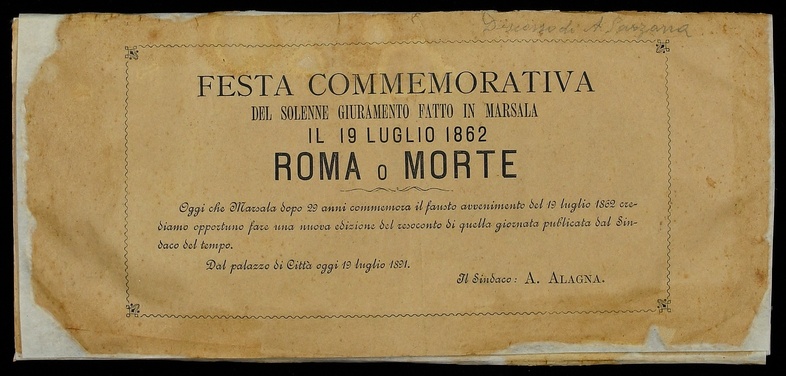 Discorso di A. Sarzana
FESTA COMMEMORATIVA
DEL SOLENNE GIURAMENTO FATTO IN MARSALA
IL 19 LUGLIO 1862
ROMA O MORTE
Oggi che Marsala dopo 29 anni commemora il fausto avvenimento del 19 luglio 1862 cre-
diamo opportuno fare una nuova edizione del resoconto di quella giornata publicata dal Sin-
daco del tempo.
Dal palazzo di Città oggi 19 luglio 1891.
Il Sindaco: A. ALAGNA.